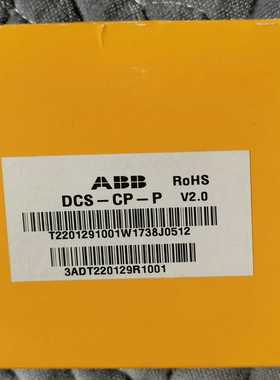 ABB RoHS
DCS-CP-P V2.0
T2201291001W1738J0512
3ADT220129R1001